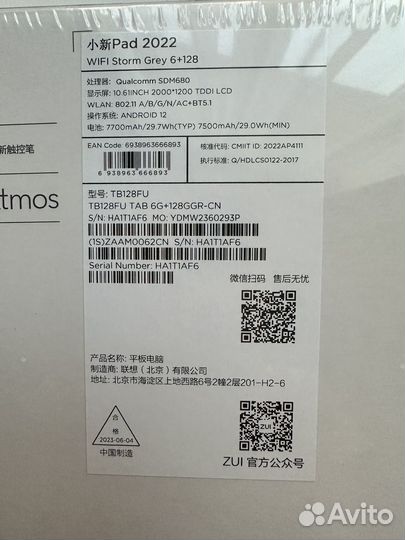 小新Pad 2022
WIFI Storm Grey 6+128
处理器: Qualcomm SDM680
显示屏: 10.61INCH 2000*1200 TDDI LCD
WLAN: 802.11 A/B/G/N/AC+BT5.1
操作系统: ANDROID 12
电池: 7700mAh/29.7Wh(TYP) 7500mAh/29.0Wh(MIN)
EAN Code: 6938963666893
6 938963 666893
核准代码: CMIIT ID: 2022AP4111
执行标准: Q/HDLCS0122-2017
新触控笔
tmos
型号: TB128FU
TB128FU TAB 6G+128GGR-CN
S/N: HA1T1AF6 MO: YDMW2360293P
(1S)ZAAM0062CN S/N: HA1T1AF6
Serial Number: HA1T1AF6
微信扫码 售后无忧
ZUI
产品名称: 平板电脑
制造商: 联想（北京）有限公司
地址: 北京市海淀区上地西路6号2幢2层201-H2-6
合
格
2023-06-04
中国制造
ZUI
ZUI 官方公众号
Avito